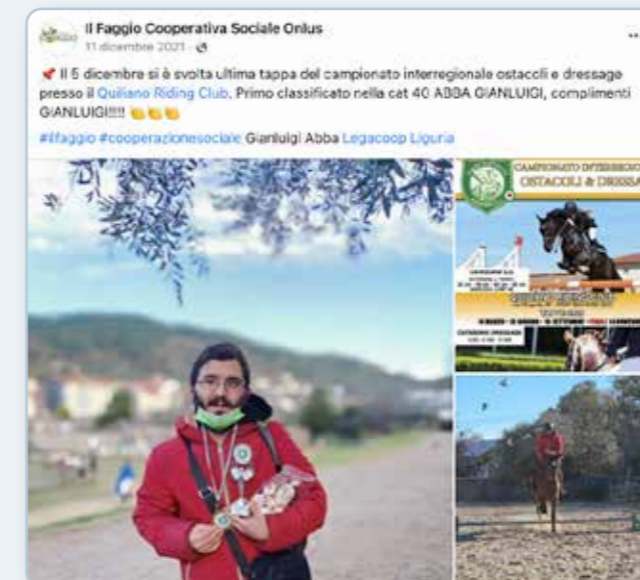 Il Faggio Cooperativa Sociale Onlus
11 dicembre 2021 ·
Il 5 dicembre si è svolta ultima tappa del campionato interregionale ostacoli e dressage
presso il Quiliano Riding Club. Primo classificato nella cat 40 ABBA GIANLUIGI, complimenti
GIANLUIGI!!!!!
#ilfaggio #cooperazionesociale Gianluigi Abba Legacoop Liguria
CAMPIONATO INTERREGIO
OSTACOLI & DRESSA